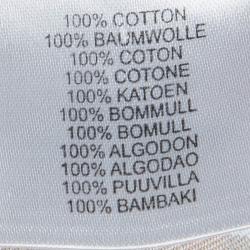 100% COTTON
100% BAUMWOLLE
100% COTON
100% COTONE
100% KATOEN
100% BOMMULL
100% BOMULL
100% ALGODON
100% ALGODAO
100% PUUVILLA
100% BAMBAKI